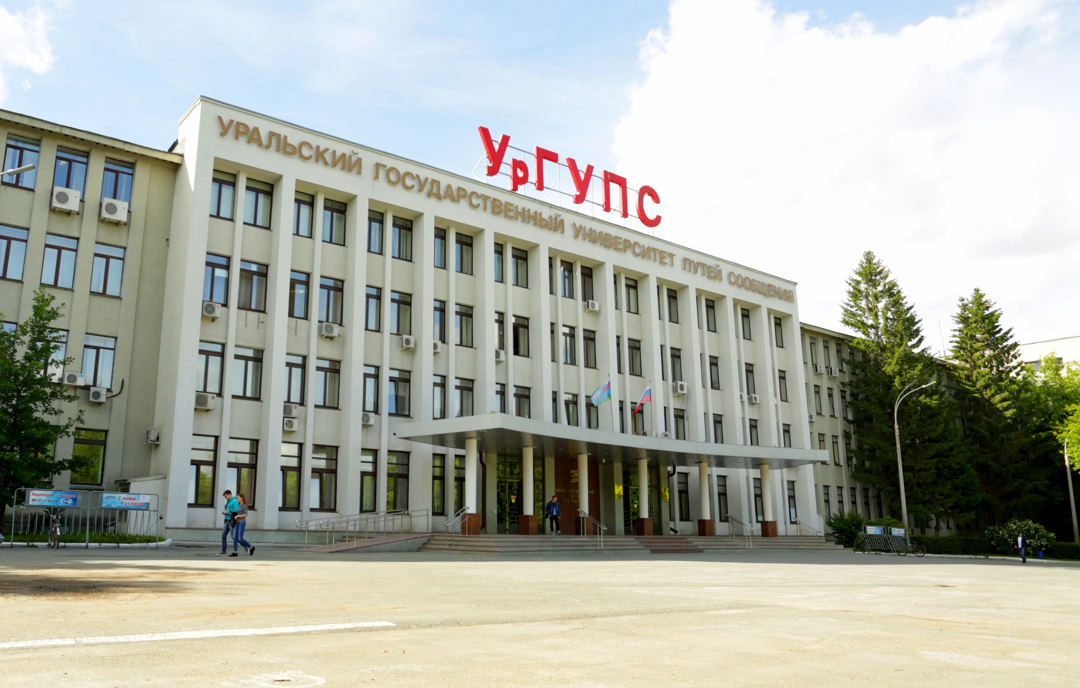 УрГУПС
УРАЛЬСКИЙ ГОСУДАРСТВЕННЫЙ УНИВЕРСИТЕТ ПУТЕЙ СООБЩЕНИЯ